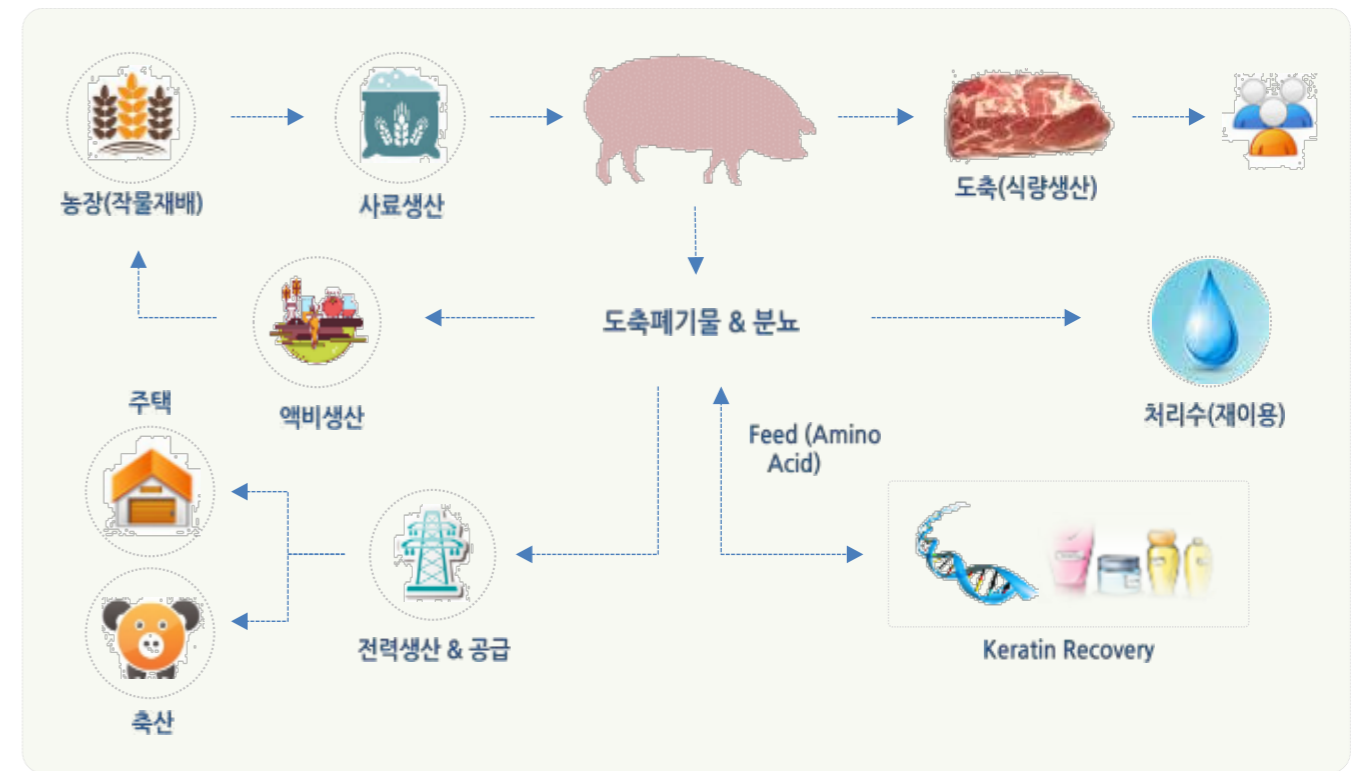 농장(작물재배)
사료생산
도축(식량생산)
도축폐기물 & 분뇨
액비생산
처리수(재이용)
주택
Feed (Amino
Acid)
전력생산 & 공급
Keratin Recovery
축산